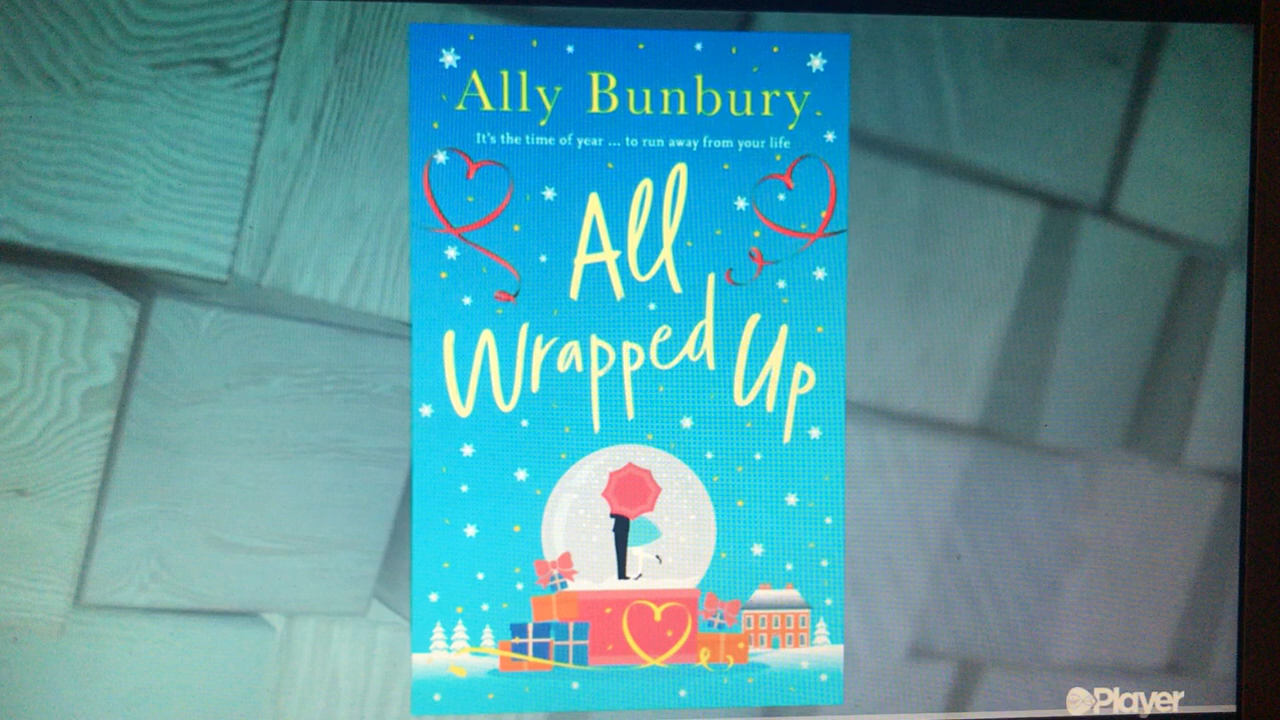 Ally Bunbury
It's the time of year ... to run away from your life
All
Wrapped Up
Player